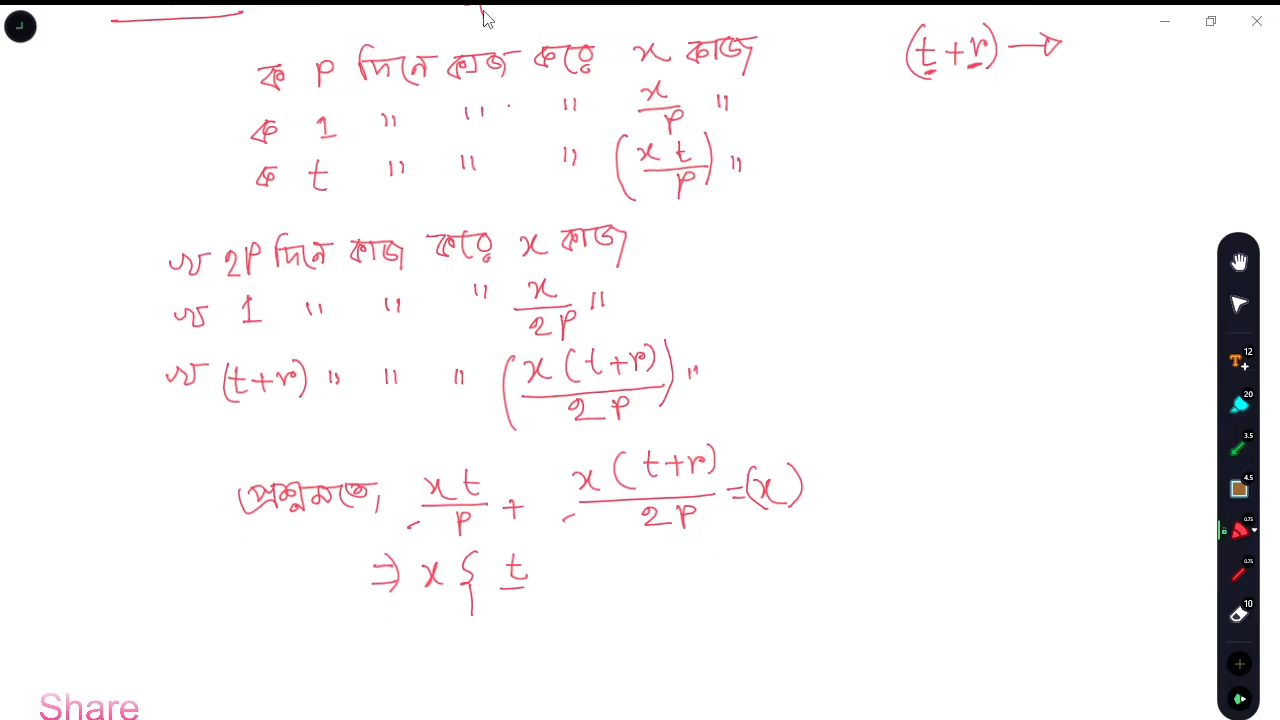 ক p দিনে কাজ করে x কাজ
(t+r) →
ক 1 " " " x/p "
ক t " " " (xt/p) "
খ 2p দিনে কাজ করে x কাজ
খ 1 " " " x/2p "
খ (t+r) " " " (x(t+r)/2p) "
প্রশ্নমতে, xt/p + x(t+r)/2p = (x)
⇒ x { t
Share